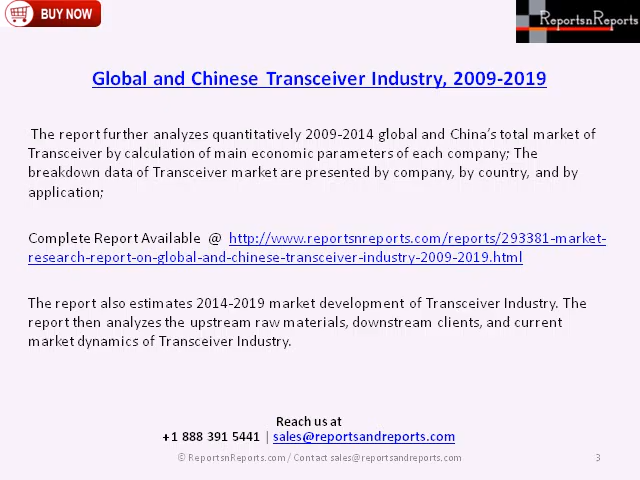 BUY NOW
ReportsnReports
Global and Chinese Transceiver Industry, 2009-2019
The report further analyzes quantitatively 2009-2014 global and China's total market of
Transceiver by calculation of main economic parameters of each company; The
breakdown data of Transceiver market are presented by company, by country, and by
application;
Complete Report Available @ http://www.reportsnreports.com/reports/293381-market-
research-report-on-global-and-chinese-transceiver-industry-2009-2019.html
The report also estimates 2014-2019 market development of Transceiver Industry. The
report then analyzes the upstream raw materials, downstream clients, and current
market dynamics of Transceiver Industry.
Reach us at
+1 888 391 5441 | sales@reportsandreports.com
© ReportsnReports.com / Contact sales@reportsandreports.com
3